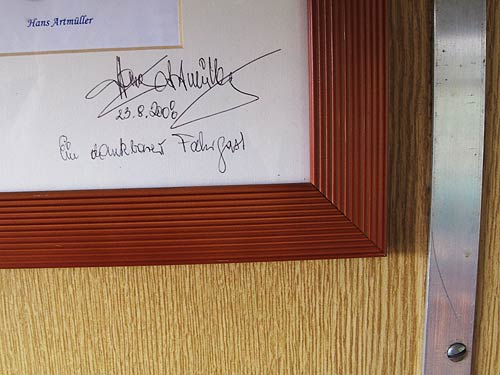 Hans Artmüller
Hans Artmüller
23.8.2008
Ein dankbarer Fahrgast